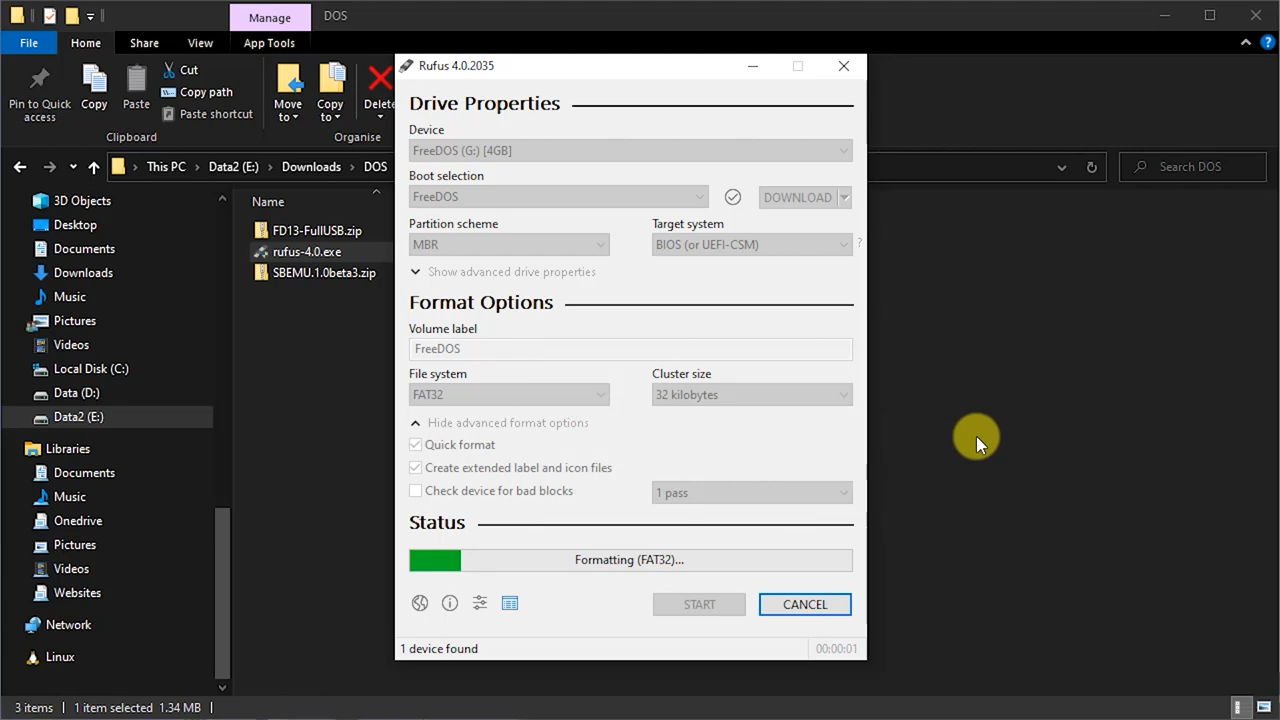 Manage
DOS
File
Home
Share
View
App Tools
Pin to Quick access
Copy
Paste
Cut
Copy path
Paste shortcut
Move to
Copy to
Delete
Clipboard
Organise
This PC
Data2 (E:)
Downloads
DOS
Search DOS
3D Objects
Desktop
Documents
Downloads
Music
Pictures
Videos
Local Disk (C:)
Data (D:)
Data2 (E:)
Libraries
Documents
Music
Onedrive
Pictures
Videos
Websites
Network
Linux
Name
FD13-FullUSB.zip
rufus-4.0.exe
SBEMU.1.0beta3.zip
Rufus 4.0.2035
Drive Properties
Device
FreeDOS (G:) [4GB]
Boot selection
FreeDOS
DOWNLOAD
Partition scheme
Target system
MBR
BIOS (or UEFI-CSM)
?
Show advanced drive properties
Format Options
Volume label
FreeDOS
File system
Cluster size
FAT32
32 kilobytes
Hide advanced format options
Quick format
Create extended label and icon files
Check device for bad blocks
1 pass
Status
Formatting (FAT32)...
START
CANCEL
1 device found
00:00:01
3 items
1 item selected 1.34 MB